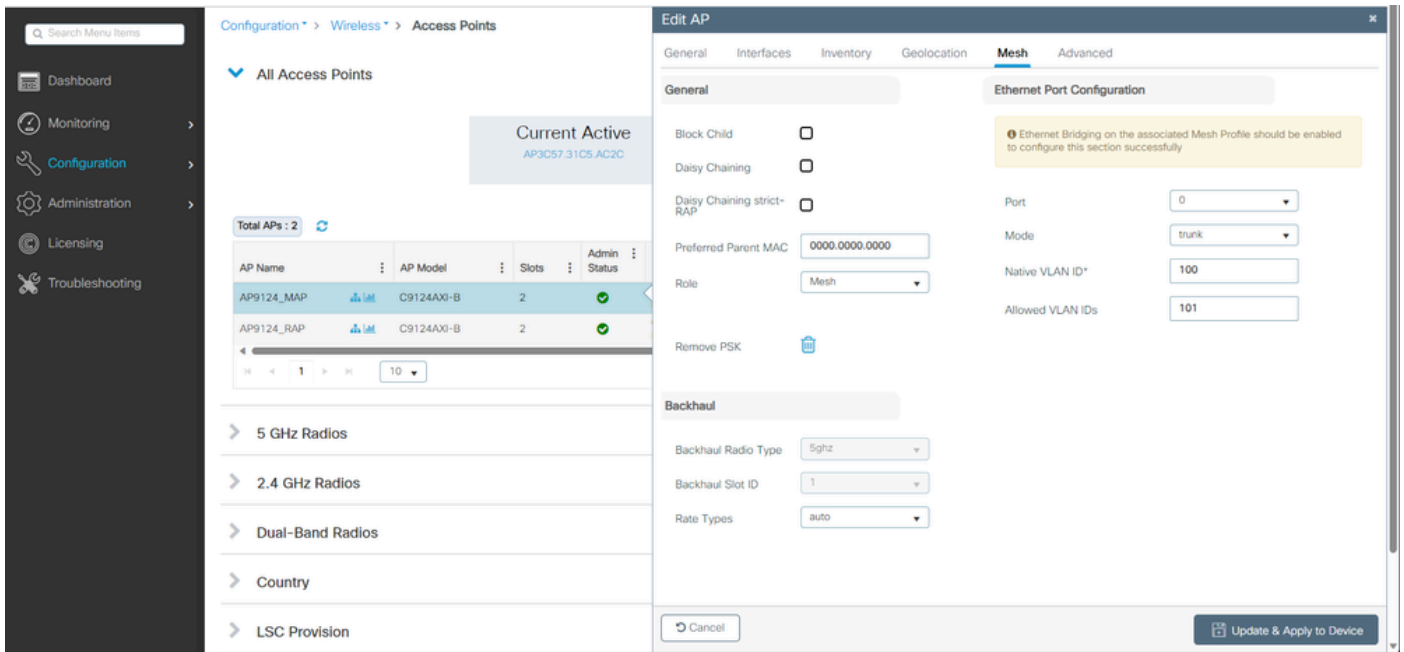 Search Menu Items
Dashboard
Monitoring
Configuration
Administration
Licensing
Troubleshooting
Configuration > Wireless > Access Points
All Access Points
Current Active
AP3C57.31C5.AC2C
Total APs : 2
AP Name AP Model Slots Admin Status
AP9124_MAP C9124AXI-B 2
AP9124_RAP C9124AXI-B 2
1 10
5 GHz Radios
2.4 GHz Radios
Dual-Band Radios
Country
LSC Provision
Edit AP
General Interfaces Inventory Geolocation Mesh Advanced
General
Block Child
Daisy Chaining
Daisy Chaining strict-
RAP
Preferred Parent MAC 0000.0000.0000
Role Mesh
Remove PSK
Backhaul
Backhaul Radio Type 5ghz
Backhaul Slot ID 1
Rate Types auto
Ethernet Port Configuration
Ethernet Bridging on the associated Mesh Profile should be enabled
to configure this section successfully
Port 0
Mode trunk
Native VLAN ID* 100
Allowed VLAN IDs 101
Cancel
Update & Apply to Device